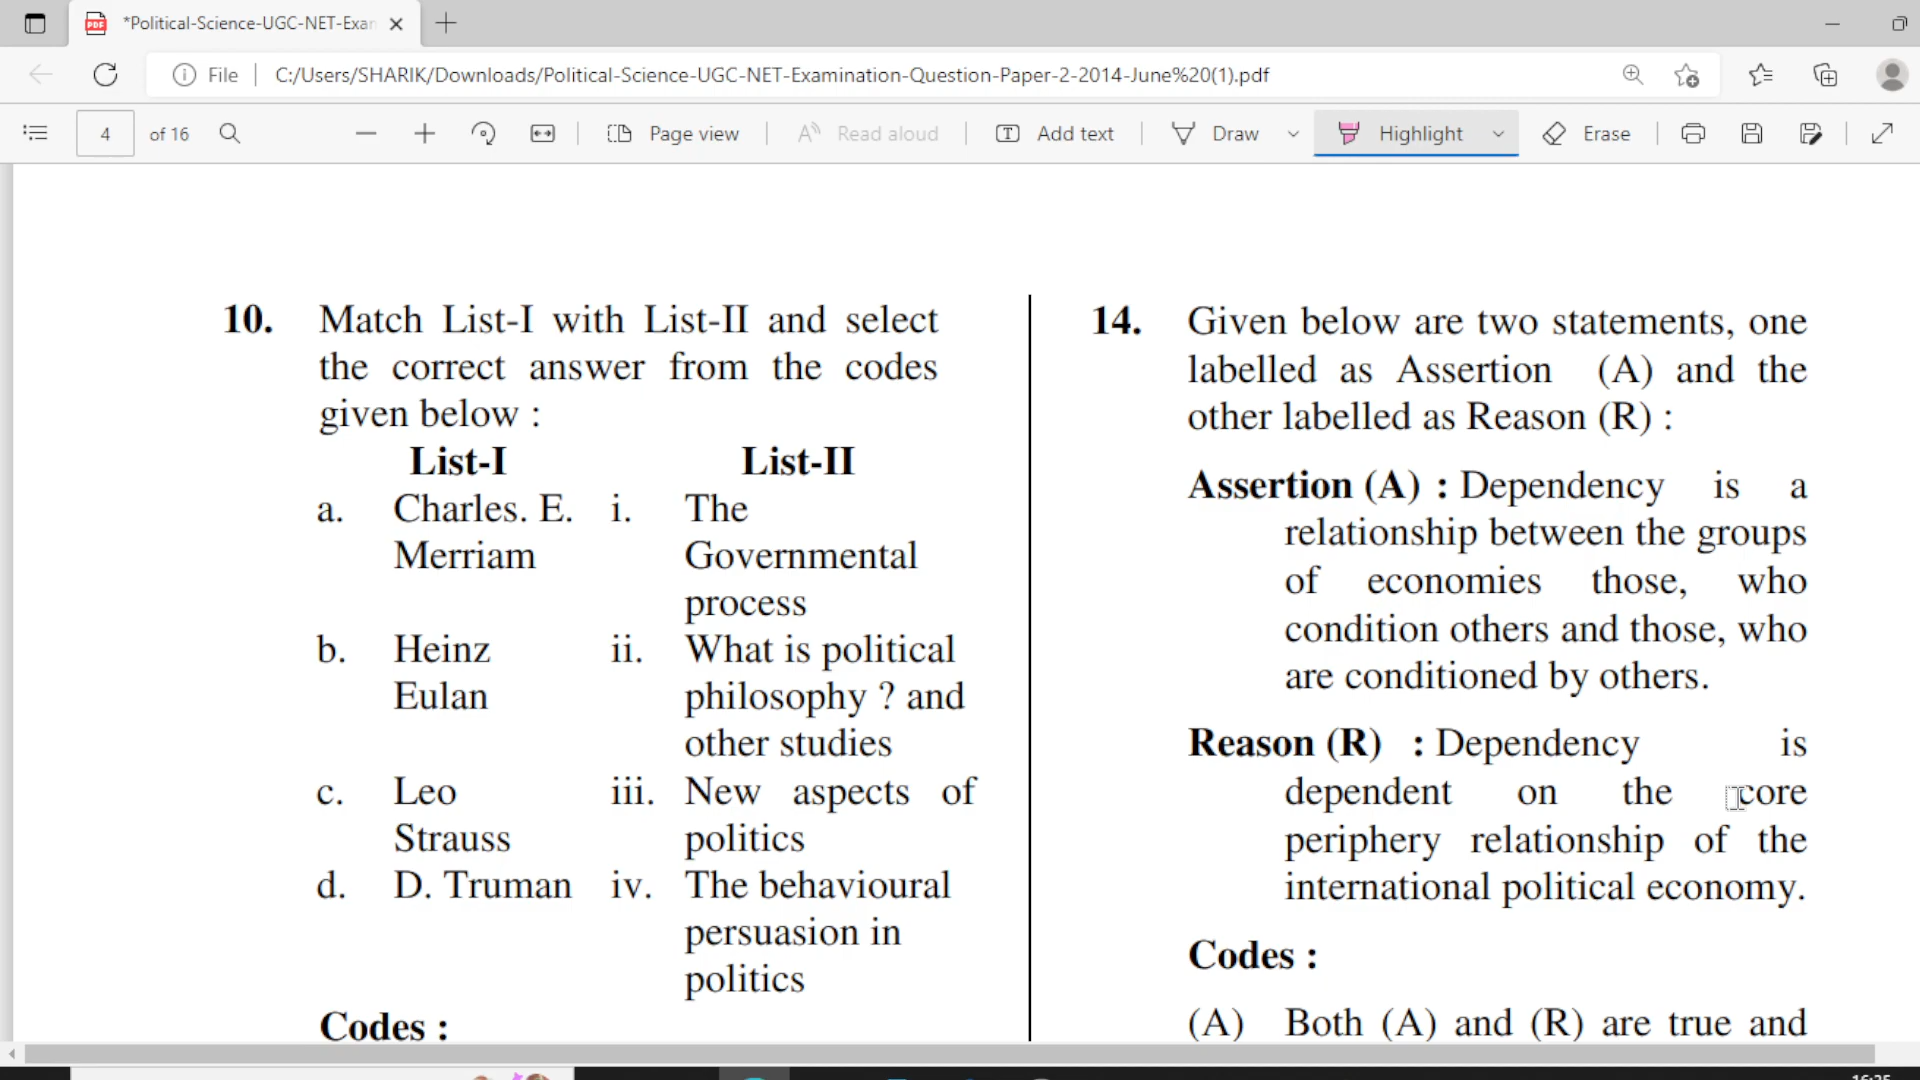 *Political-Science-UGC-NET-Exan
File
C:/Users/SHARIK/Downloads/Political-Science-UGC-NET-Examination-Question-Paper-2-2014-June%20(1).pdf
4 of 16
Page view
Read aloud
Add text
Draw
Highlight
Erase
10. Match List-I with List-II and select
the correct answer from the codes
given below :
List-I List-II
a. Charles. E. i. The
Merriam Governmental
process
b. Heinz ii. What is political
Eulan philosophy ? and
other studies
c. Leo iii. New aspects of
Strauss politics
d. D. Truman iv. The behavioural
persuasion in
politics
Codes :
14. Given below are two statements, one
labelled as Assertion (A) and the
other labelled as Reason (R) :
Assertion (A) : Dependency is a
relationship between the groups
of economies those, who
condition others and those, who
are conditioned by others.
Reason (R) : Dependency is
dependent on the core
periphery relationship of the
international political economy.
Codes :
(A) Both (A) and (R) are true and